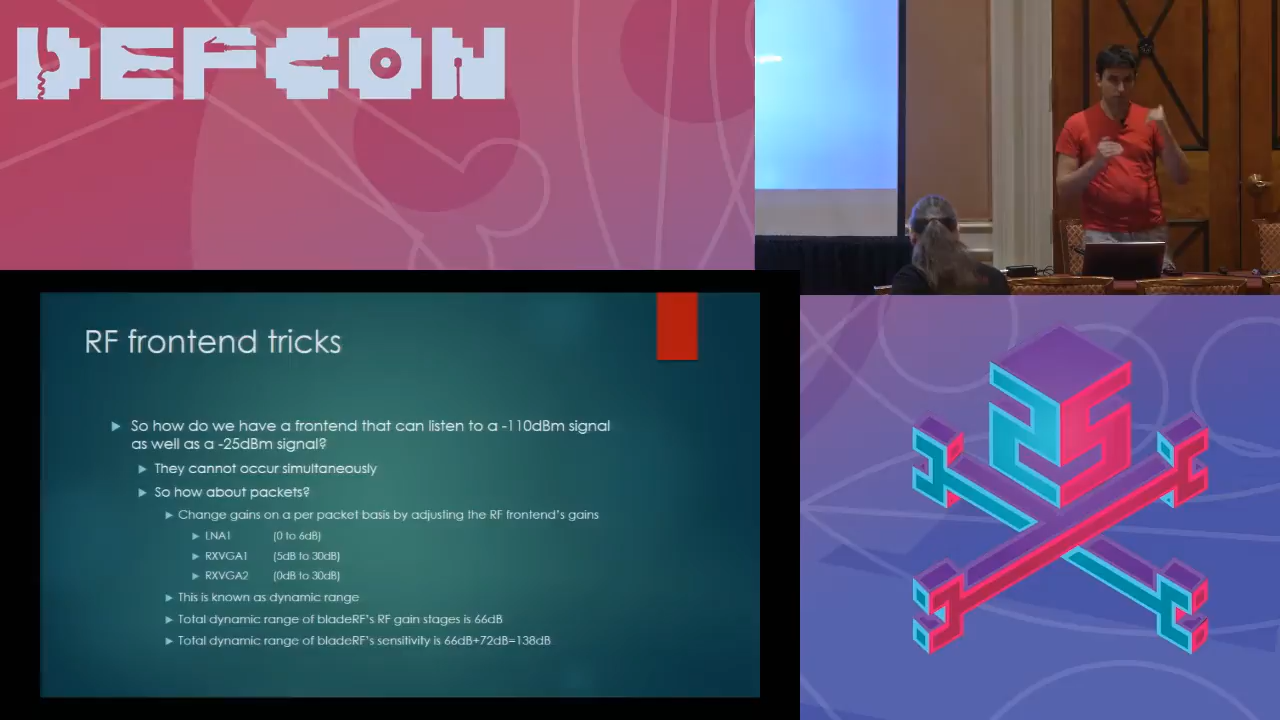 DEFCON
RF frontend tricks
So how do we have a frontend that can listen to a -110dBm signal
as well as a -25dBm signal?
They cannot occur simultaneously
So how about packets?
Change gains on a per packet basis by adjusting the RF frontend's gains
LNA1 (0 to 6dB)
RXVGA1 (5dB to 30dB)
RXVGA2 (0dB to 30dB)
This is known as dynamic range
Total dynamic range of bladeRF's RF gain stages is 66dB
Total dynamic range of bladeRF's sensitivity is 66dB+72dB=138dB
25